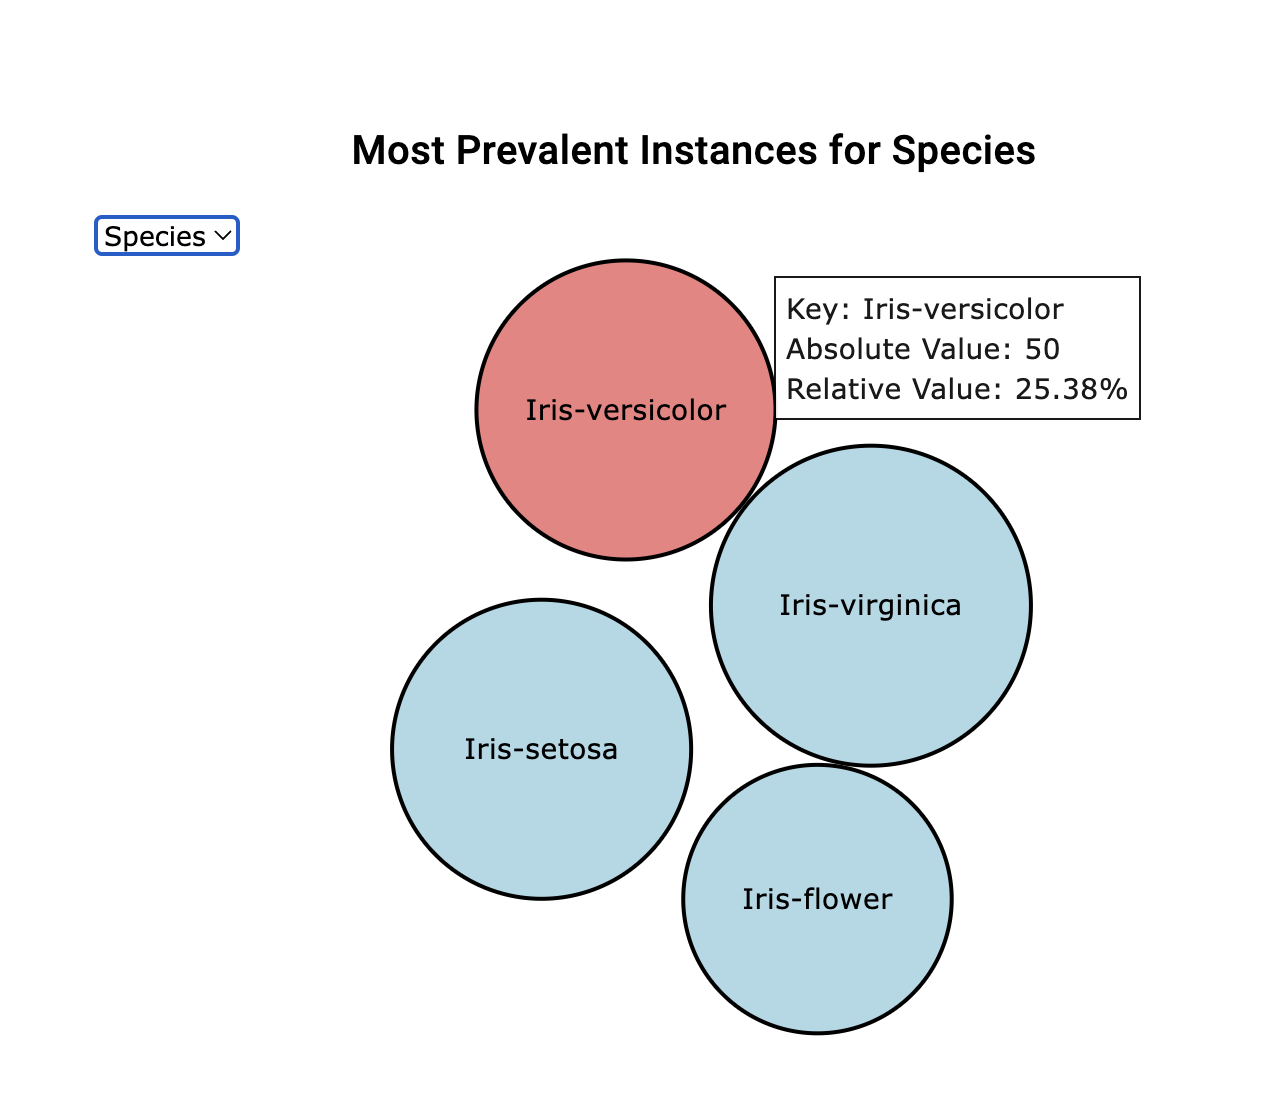 Most Prevalent Instances for Species
Species
Key: Iris-versicolor
Absolute Value: 50
Relative Value: 25.38%
Iris-versicolor
Iris-virginica
Iris-setosa
Iris-flower